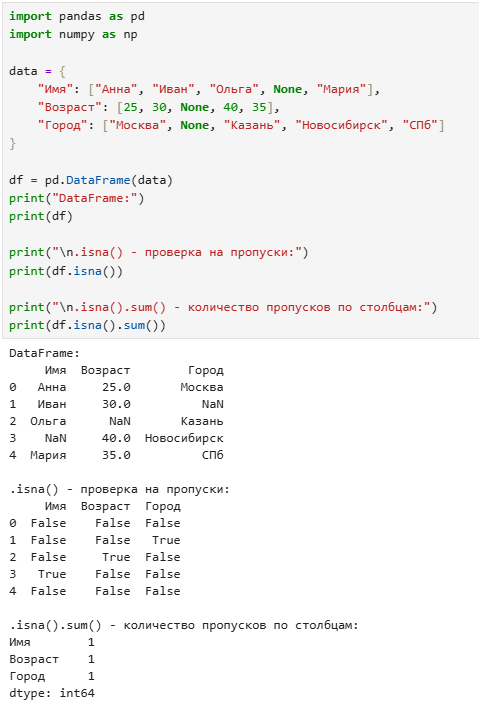 import pandas as pd
import numpy as np

data = {
    "Имя": ["Анна", "Иван", "Ольга", None, "Мария"],
    "Возраст": [25, 30, None, 40, 35],
    "Город": ["Москва", None, "Казань", "Новосибирск", "СПб"]
}

df = pd.DataFrame(data)
print("DataFrame:")
print(df)

print("\n.isna() - проверка на пропуски:")
print(df.isna())

print("\n.isna().sum() - количество пропусков по столбцам:")
print(df.isna().sum())
DataFrame:
     Имя  Возраст        Город
0   Анна     25.0       Москва
1   Иван     30.0          NaN
2  Ольга      NaN       Казань
3    NaN     40.0  Новосибирск
4  Мария     35.0          СПб

.isna() - проверка на пропуски:
     Имя  Возраст  Город
0  False    False  False
1  False    False   True
2  False     True  False
3   True    False  False
4  False    False  False

.isna().sum() - количество пропусков по столбцам:
Имя        1
Возраст    1
Город      1
dtype: int64